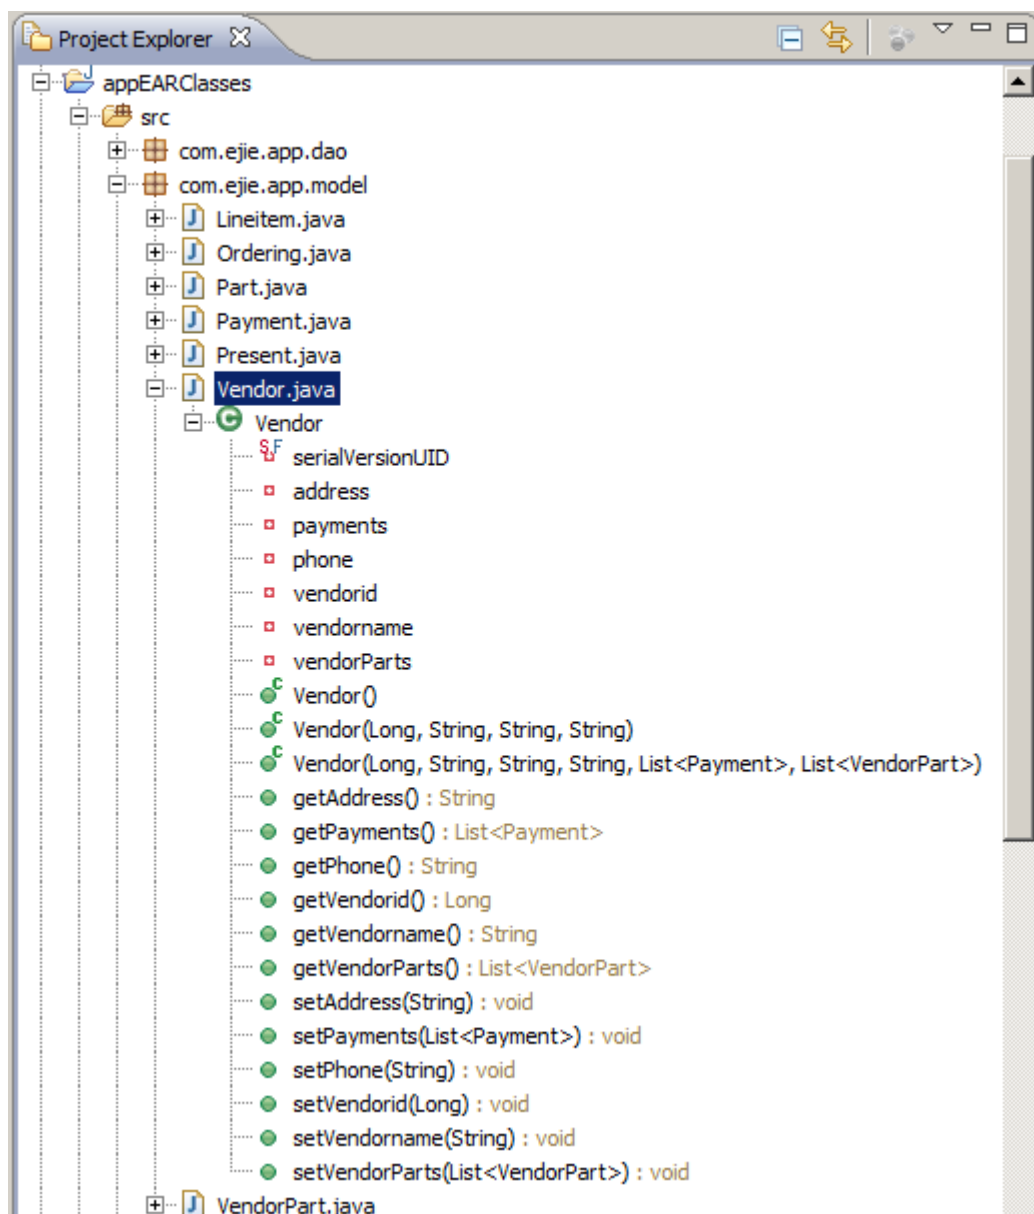 Project Explorer
appEARClasses
src
com.ejie.app.dao
com.ejie.app.model
Lineitem.java
Ordering.java
Part.java
Payment.java
Present.java
Vendor.java
Vendor
serialVersionUID
address
payments
phone
vendorid
vendorname
vendorParts
Vendor()
Vendor(Long, String, String, String)
Vendor(Long, String, String, String, List<Payment>, List<VendorPart>)
getAddress() : String
getPayments() : List<Payment>
getPhone() : String
getVendorid() : Long
getVendorname() : String
getVendorParts() : List<VendorPart>
setAddress(String) : void
setPayments(List<Payment>) : void
setPhone(String) : void
setVendorid(Long) : void
setVendorname(String) : void
setVendorParts(List<VendorPart>) : void
VendorPart.java